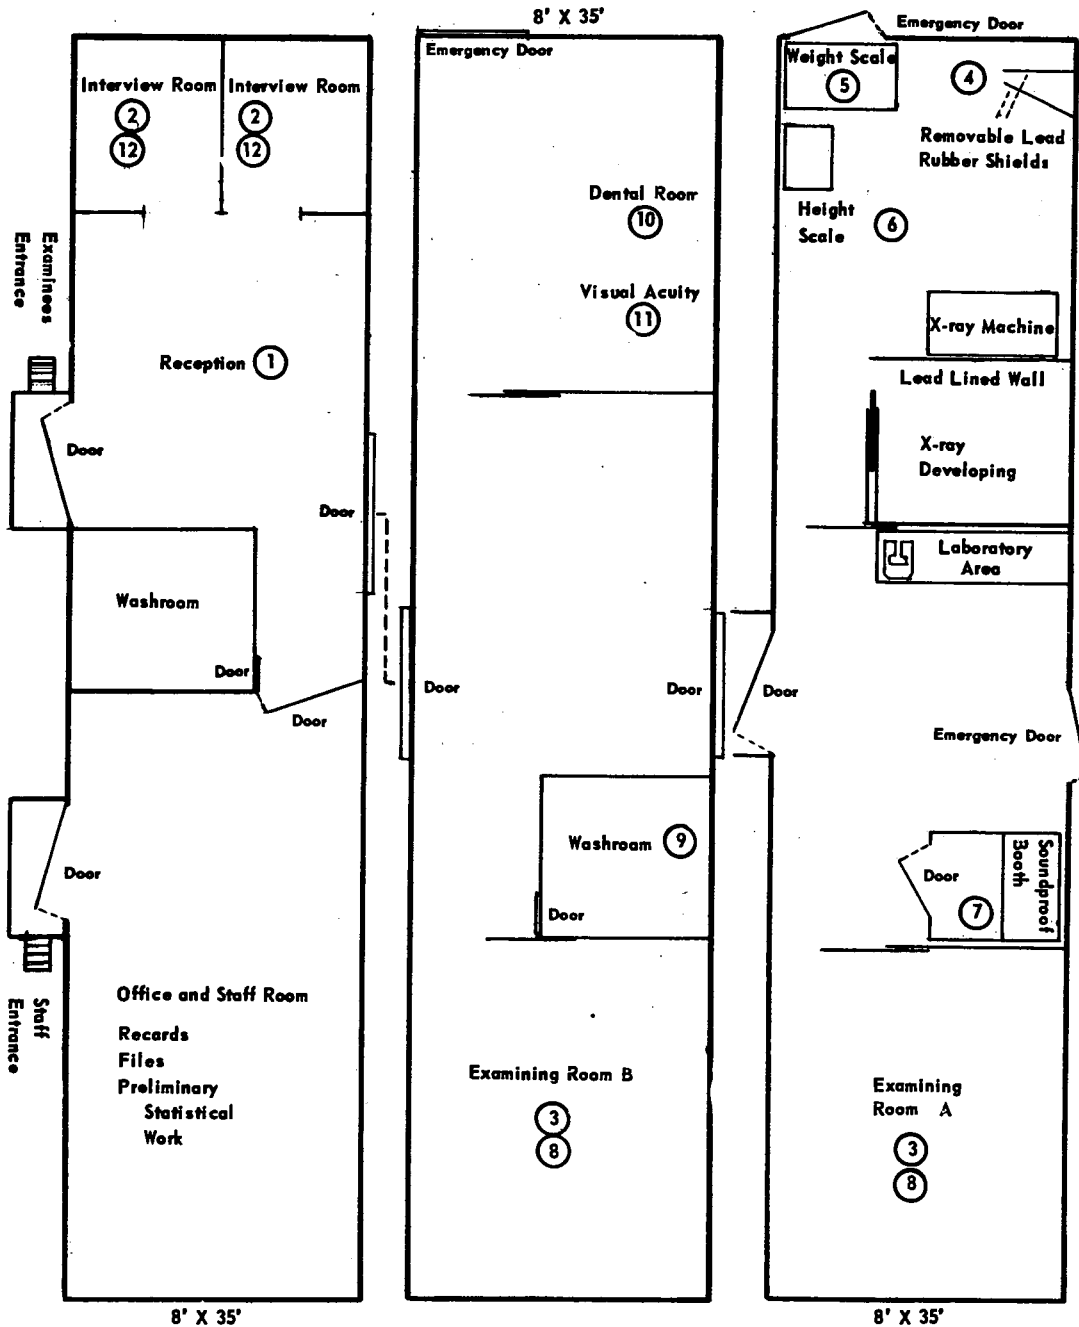 8' X 35'
Interview Room
2
12
Interview Room
2
12
Examinees
Entrance
Reception 1
Door
Door
Washroom
Door
Door
Door
Staff
Entrance
Office and Staff Room
Recards
Files
Preliminary
Statistical
Work
8' X 35'
Emergency Door
Dental Room
10
Visual Acuity
11
Door
Door
Washroam 9
Door
Examining Room B
3
8
Emergency Door
Weight Scale
5
4
Removable Lead
Rubber Shields
Height
Scale
6
X-ray Machine
Lead Lined Wall
X-ray
Developing
Labaratory
Area
Door
Emergency Door
Door
7
Soundproof
Booth
Examining
Room A
3
8
8' X 35'